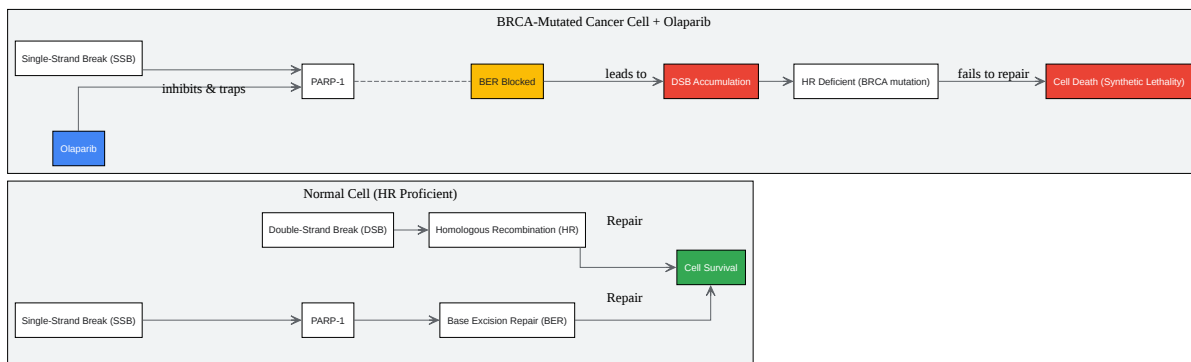 BRCA-Mutated Cancer Cell + Olaparib
Single-Strand Break (SSB)
inhibits & traps
PARP-1
BER Blocked
leads to
DSB Accumulation
HR Deficient (BRCA mutation)
fails to repair
Cell Death (Synthetic Lethality)
Olaparib
Normal Cell (HR Proficient)
Double-Strand Break (DSB)
Homologous Recombination (HR)
Repair
Cell Survival
Single-Strand Break (SSB)
PARP-1
Base Excision Repair (BER)
Repair